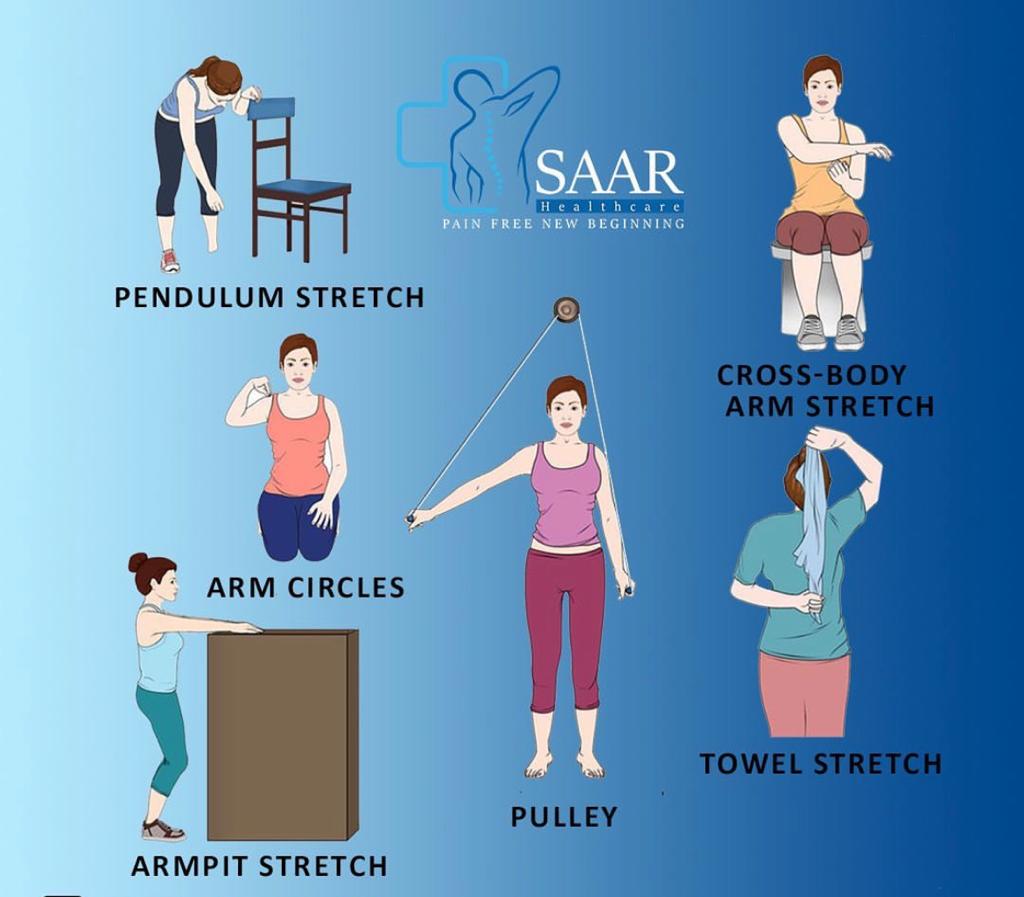 SAAR
Healthcare
PAIN FREE NEW BEGINNING
PENDULUM STRETCH
CROSS-BODY
ARM STRETCH
ARM CIRCLES
TOWEL STRETCH
PULLEY
ARMPIT STRETCH